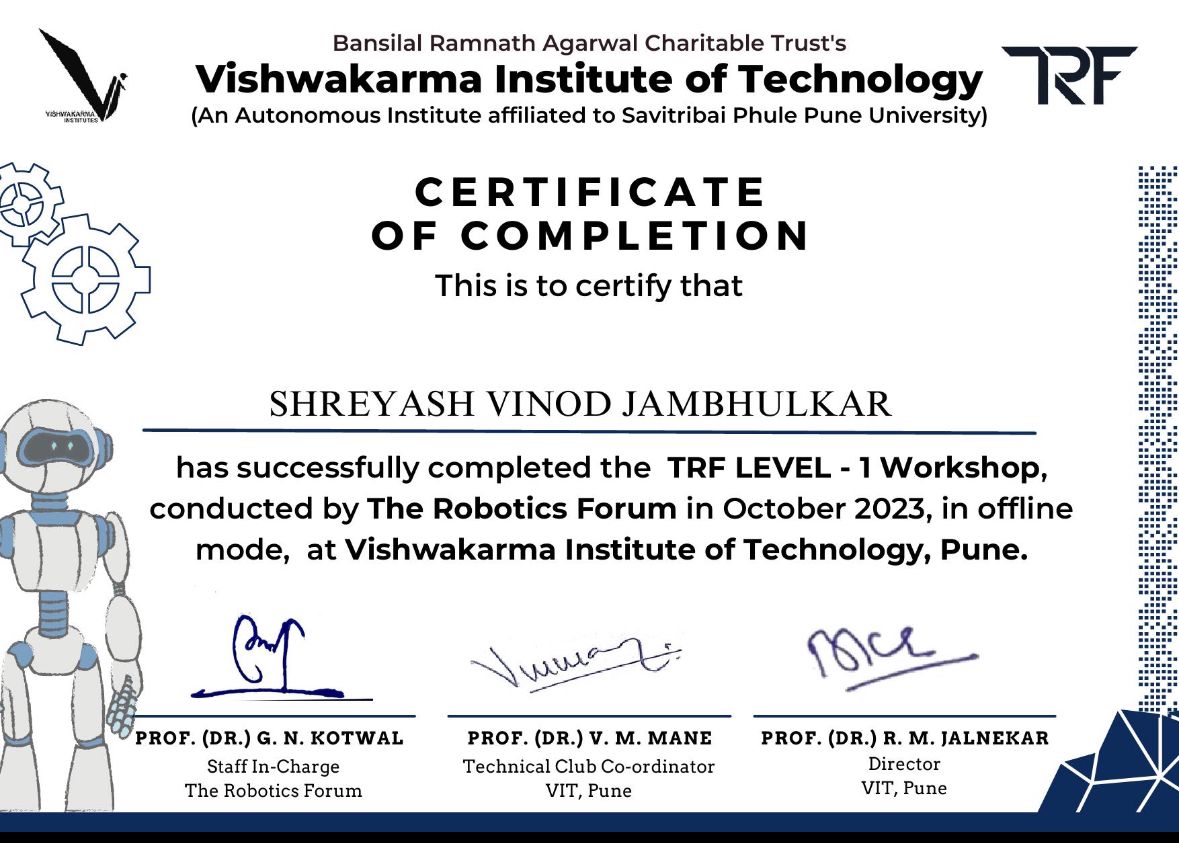 Bansilal Ramnath Agarwal Charitable Trust's
Vishwakarma Institute of Technology
(An Autonomous Institute affiliated to Savitribai Phule Pune University)
VISHWAKARMA
INSTITUTES
TRF
CERTIFICATE
OF COMPLETION
This is to certify that
SHREYASH VINOD JAMBHULKAR
has successfully completed the TRF LEVEL - 1 Workshop,
conducted by The Robotics Forum in October 2023, in offline
mode, at Vishwakarma Institute of Technology, Pune.
PROF. (DR.) G. N. KOTWAL
Staff In-Charge
The Robotics Forum
PROF. (DR.) V. M. MANE
Technical Club Co-ordinator
VIT, Pune
PROF. (DR.) R. M. JALNEKAR
Director
VIT, Pune